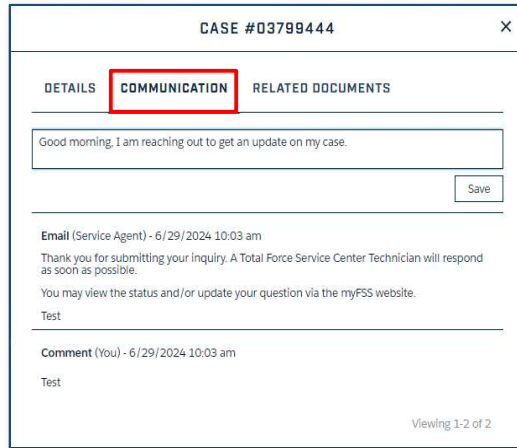 CASE #03799444
×
DETAILS COMMUNICATION RELATED DOCUMENTS
Good morning, I am reaching out to get an update on my case.
Save
Email (Service Agent) - 6/29/2024 10:03 am
Thank you for submitting your inquiry. A Total Force Service Center Technician will respond
as soon as possible.
You may view the status and/or update your question via the myFSS website.
Test
Comment (You) - 6/29/2024 10:03 am
Test
Viewing 1-2 of 2